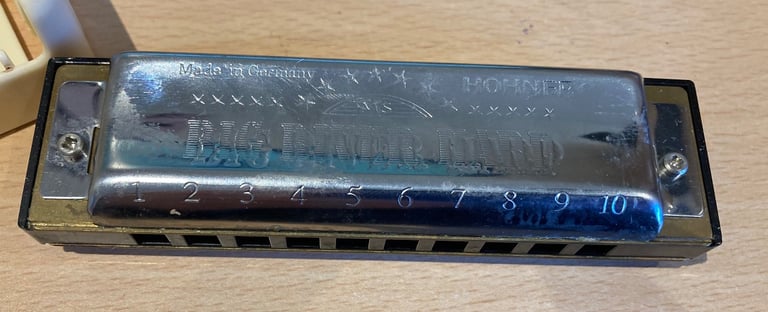 Made in Germany
HOHNER
MS
BIG RIVER HARP
1 2 3 4 5 6 7 8 9 10